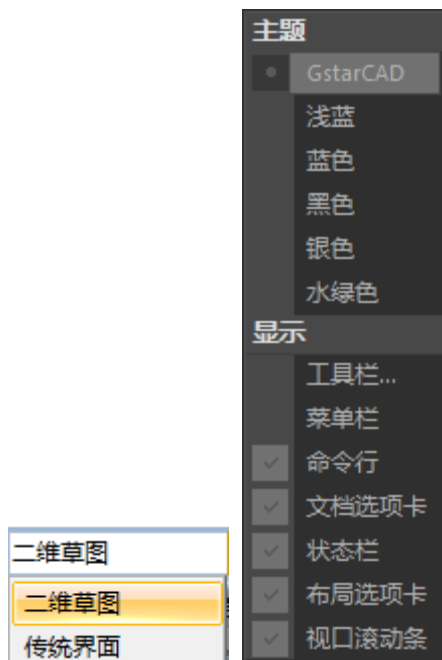 主题
GstarCAD
浅蓝
蓝色
黑色
银色
水绿色
显示
工具栏...
菜单栏
命令行
文档选项卡
状态栏
布局选项卡
视口滚动条
二维草图
二维草图
传统界面